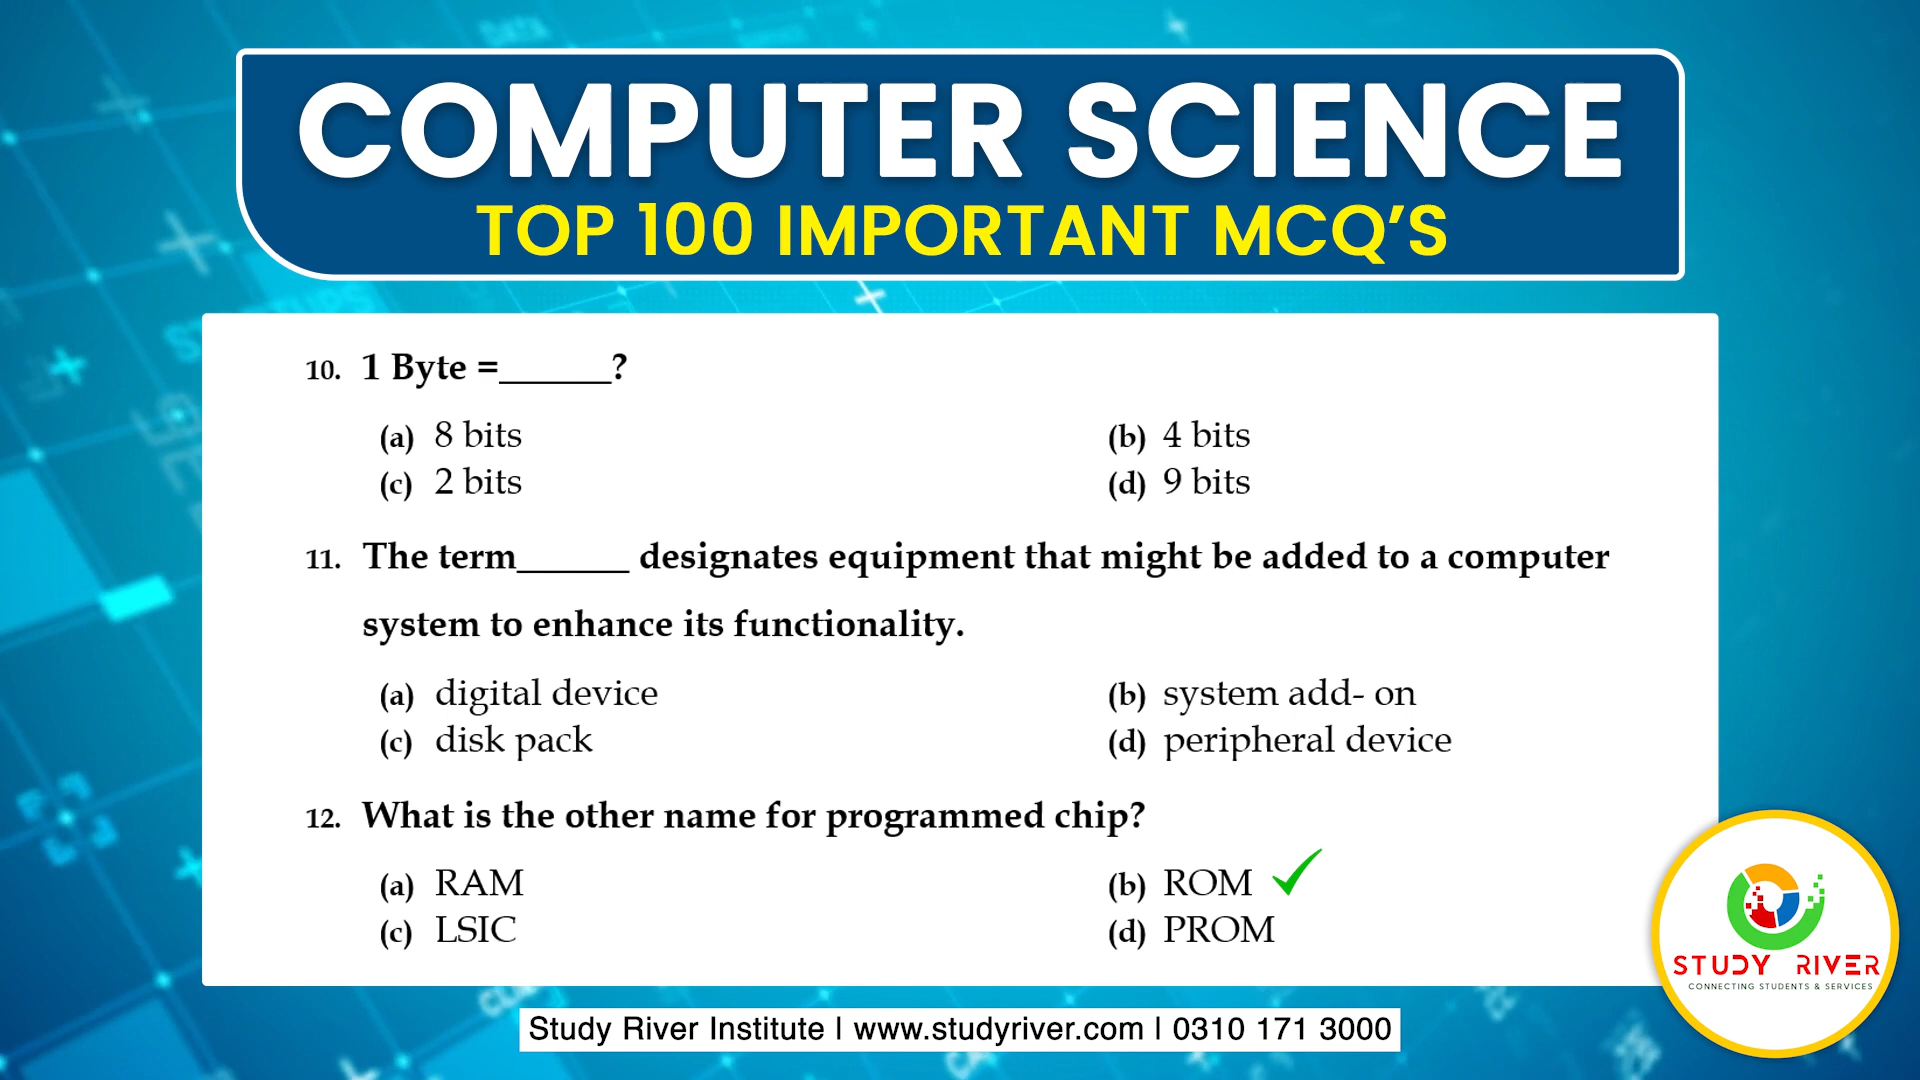 COMPUTER SCIENCE
TOP 100 IMPORTANT MCQ'S
10. 1 Byte =______?
(a) 8 bits (b) 4 bits
(c) 2 bits (d) 9 bits
11. The term______ designates equipment that might be added to a computer
system to enhance its functionality.
(a) digital device (b) system add- on
(c) disk pack (d) peripheral device
12. What is the other name for programmed chip?
(a) RAM (b) ROM
(c) LSIC (d) PROM
STUDY RIVER
CONNECTING STUDENTS & SERVICES
Study River Institute | www.studyriver.com | 0310 171 3000